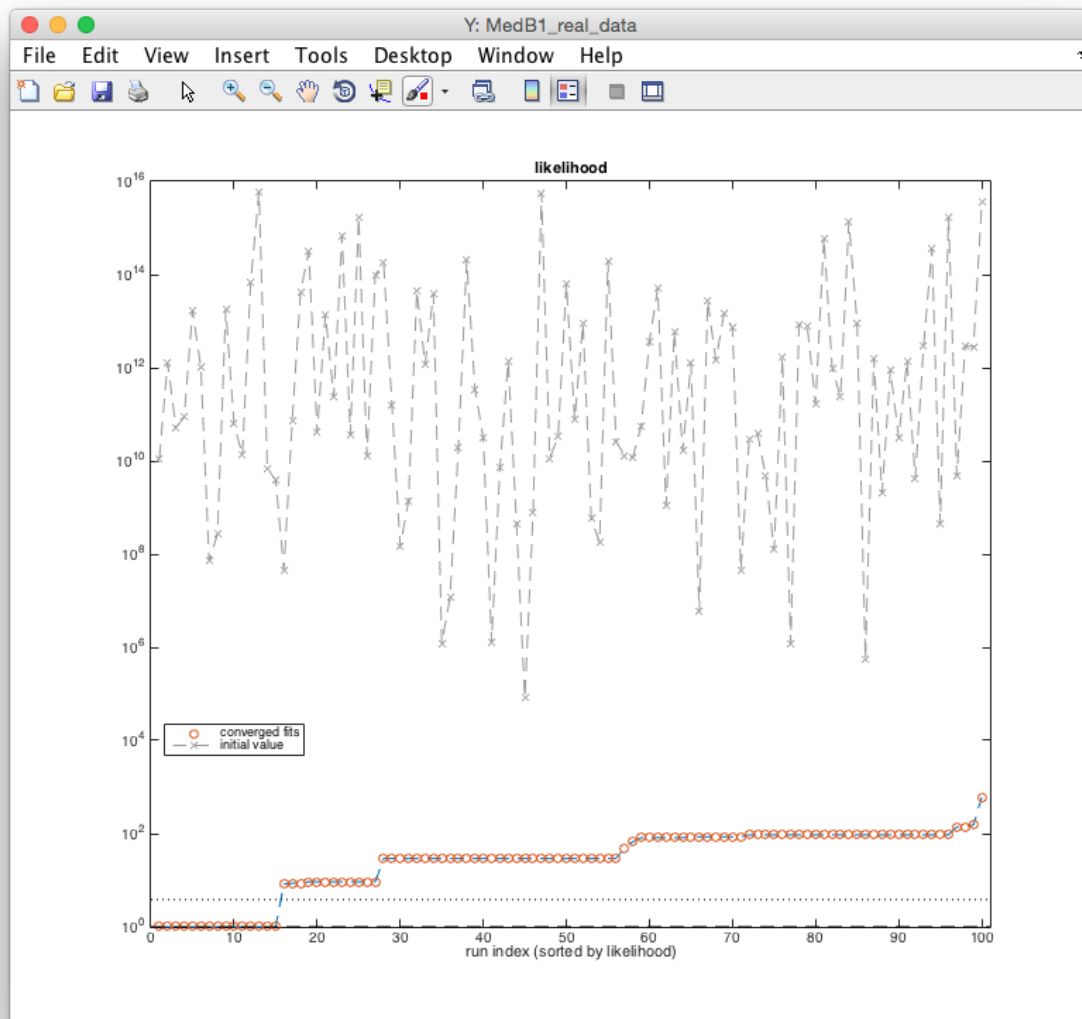 Y: MedB1_real_data
File Edit View Insert Tools Desktop Window Help
likelihood
10^16
10^14
10^12
10^10
10^8
10^6
10^4
10^2
10^0
converged fits
initial value
0 10 20 30 40 50 60 70 80 90 100
run index (sorted by likelihood)